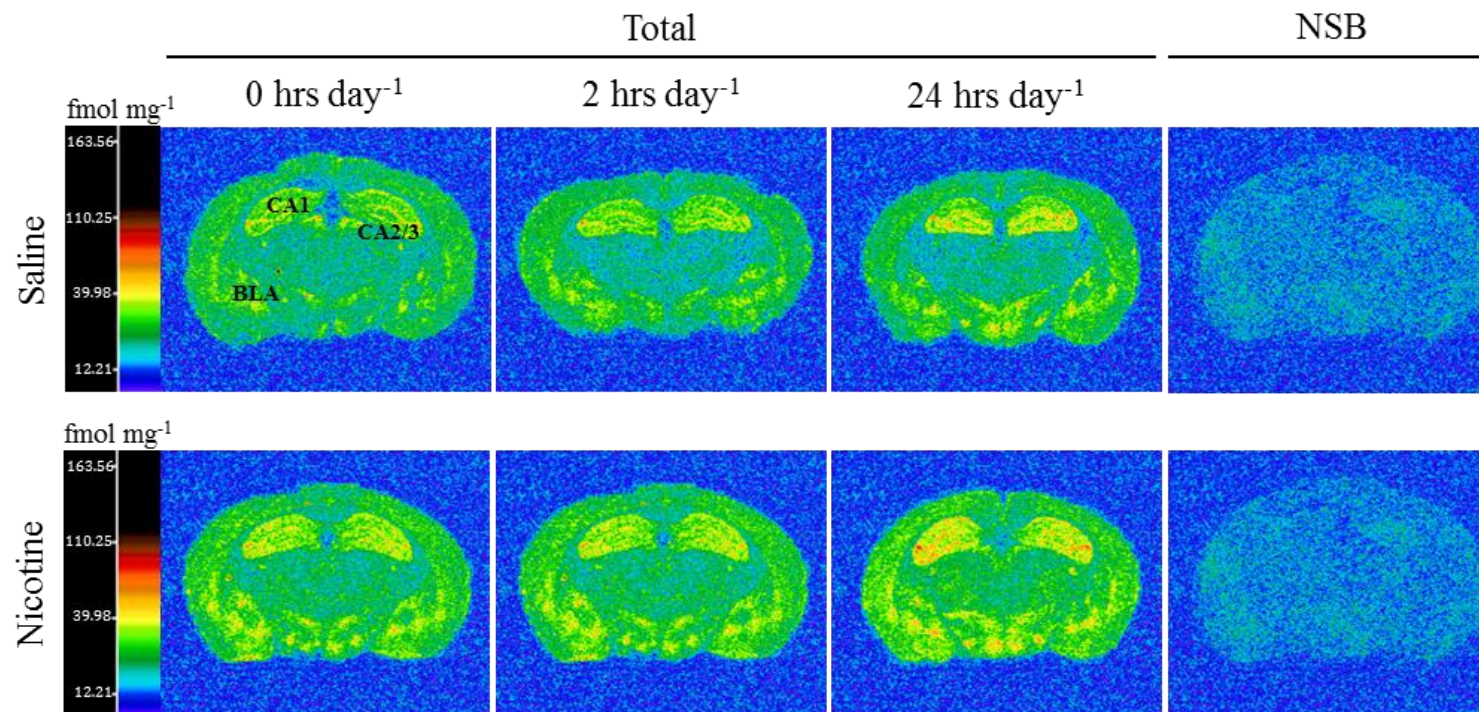 Total NSB
0 hrs day⁻¹ 2 hrs day⁻¹ 24 hrs day⁻¹
fmol mg⁻¹
163.56
110.25
39.98
12.21
Saline
CA1
CA2/3
BLA
fmol mg⁻¹
163.56
110.25
39.98
12.21
Nicotine